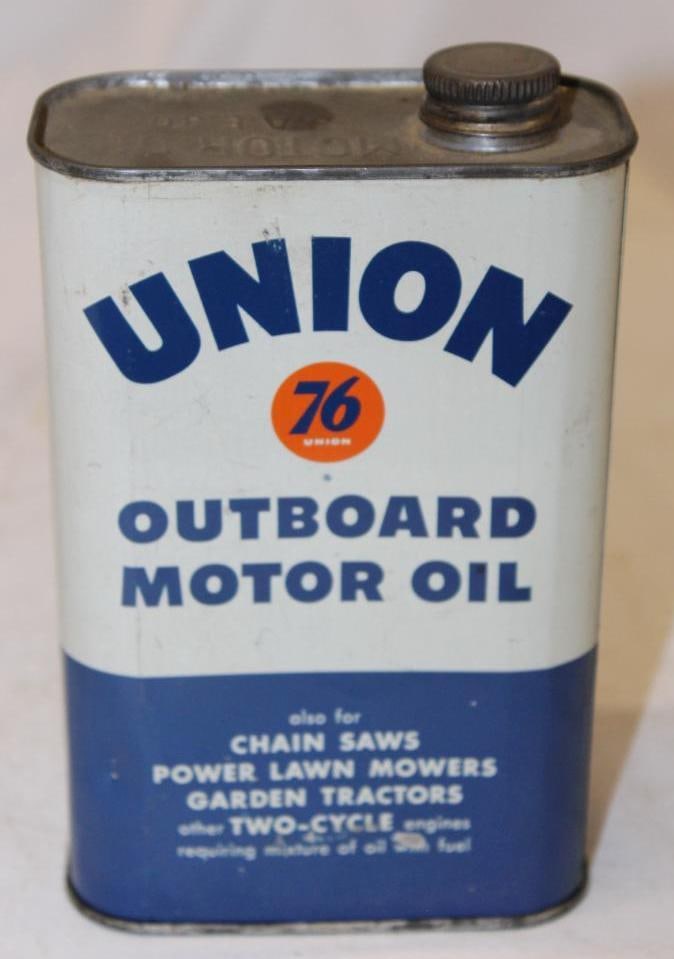 UNION
76
UNION
OUTBOARD
MOTOR OIL
also for
CHAIN SAWS
POWER LAWN MOWERS
GARDEN TRACTORS
other TWO-CYCLE engines
requiring mixture of oil with fuel